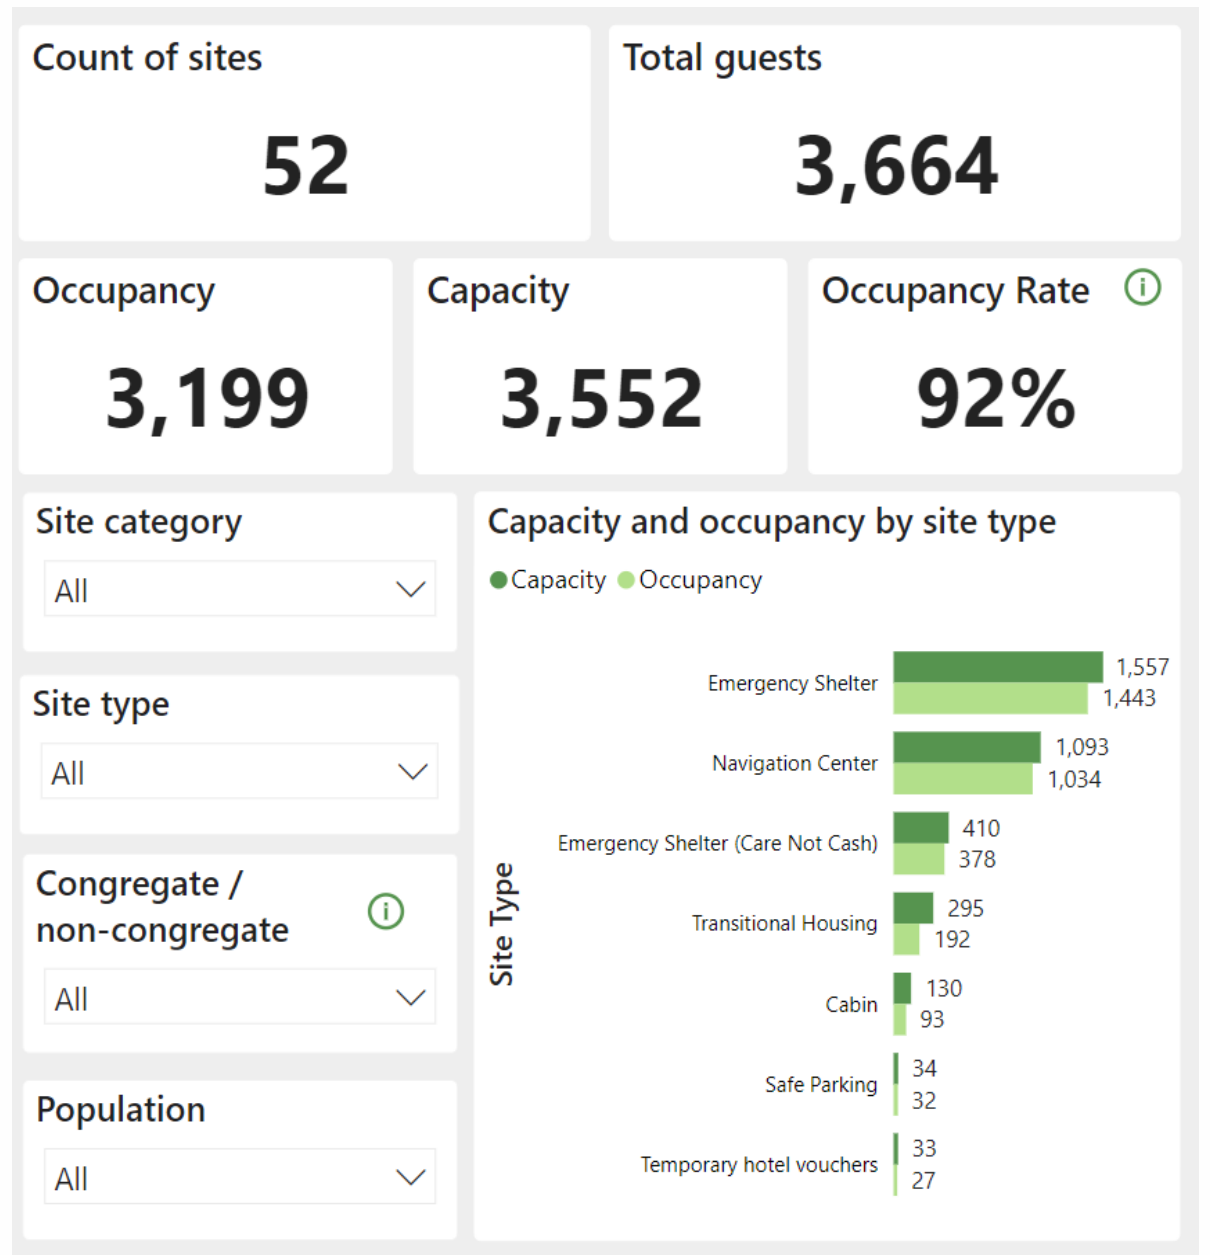 Count of sites
52
Total guests
3,664
Occupancy
3,199
Capacity
3,552
Occupancy Rate
92%
Site category
All
Site type
All
Congregate /
non-congregate
All
Population
All
Capacity and occupancy by site type
Capacity Occupancy
Site Type
Emergency Shelter
1,557
1,443
Navigation Center
1,093
1,034
Emergency Shelter (Care Not Cash)
410
378
Transitional Housing
295
192
Cabin
130
93
Safe Parking
34
32
Temporary hotel vouchers
33
27